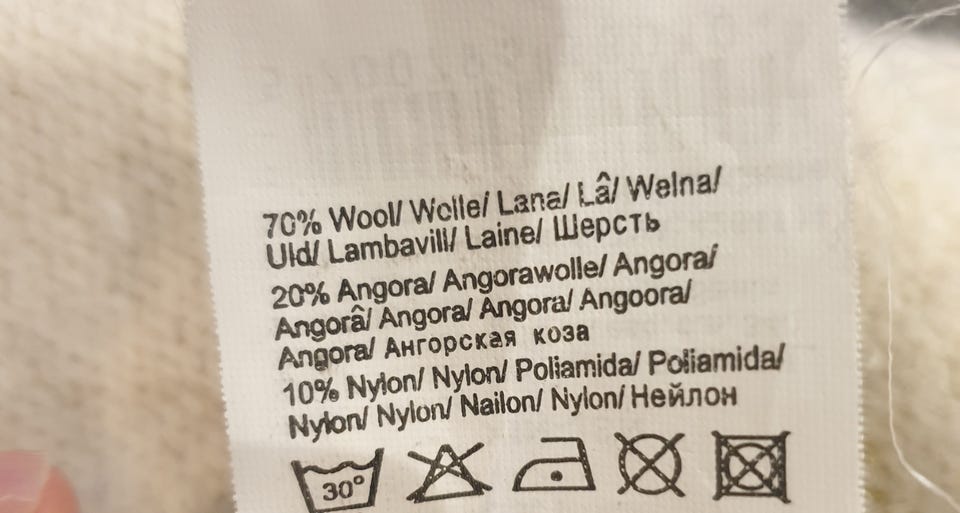 70% Wool/ Wolle/ Lana/ Lâ/ Welna/
Uld/ Lambavill/ Laine/ Шерсть
20% Angora/ Angorawolle/ Angora/
Angorâ/ Angora/ Angora/ Angoora/
Angora/ Ангорская коза
10% Nylon/ Nylon/ Poliamida/ Poliamida/
Nylon/ Nylon/ Nailon/ Nylon/ Нейлон
30°